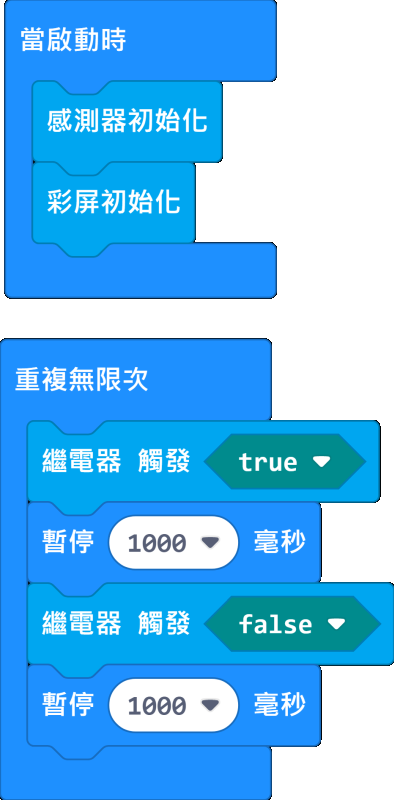 當啟動時
感測器初始化
彩屏初始化
重複無限次
繼電器 觸發 true
暫停 1000 毫秒
繼電器 觸發 false
暫停 1000 毫秒